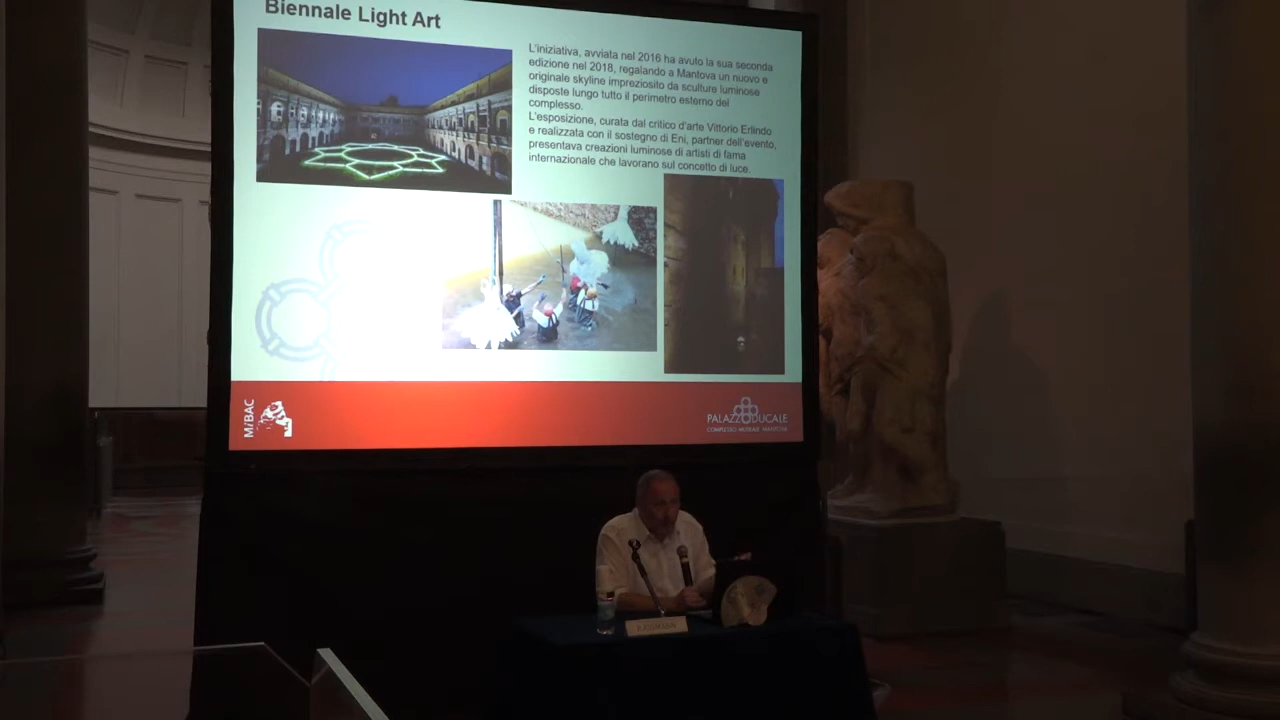 Biennale Light Art
L'iniziativa, avviata nel 2016 ha avuto la sua seconda
edizione nel 2018, regalando a Mantova un nuovo e
originale skyline impreziosito da sculture luminose
disposte lungo tutto il perimetro esterno del
complesso.
L'esposizione, curata dal critico d'arte Vittorio Erlindo
e realizzata con il sostegno di Eni, partner dell'evento,
presentava creazioni luminose di artisti di fama
internazionale che lavorano sul concetto di luce.
MiBAC
PALAZZO DUCALE
COMPLESSO MUSEALE MANTOVA